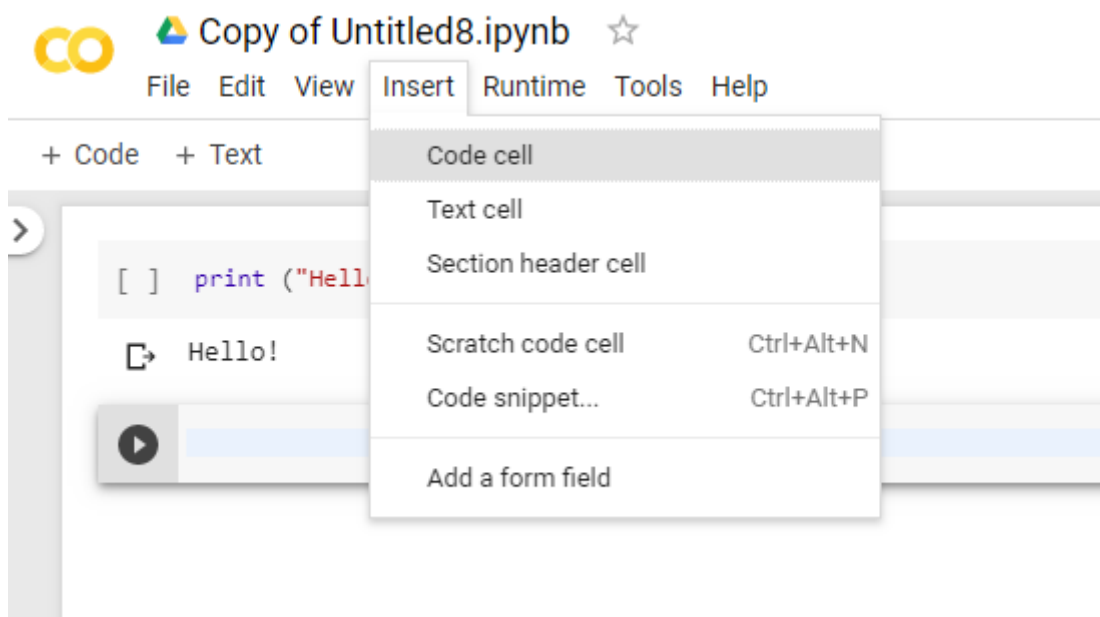 Copy of Untitled8.ipynb
File Edit View Insert Runtime Tools Help
+ Code + Text
Code cell
Text cell
Section header cell
[ ] print ("Hell
Scratch code cell Ctrl+Alt+N
Hello!
Code snippet... Ctrl+Alt+P
Add a form field